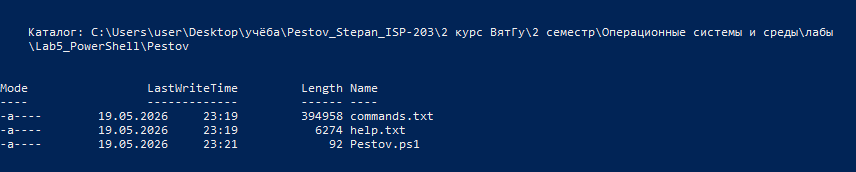 Каталог: C:\Users\user\Desktop\учёба\Pestov_Stepan_ISP-203\2 курс ВятГу\2 семестр\Операционные системы и среды\лабы
\Lab5_PowerShell\Pestov
Mode LastWriteTime Length Name
---- ------------- ------ ----
-a---- 19.05.2026 23:19 394958 commands.txt
-a---- 19.05.2026 23:19 6274 help.txt
-a---- 19.05.2026 23:21 92 Pestov.ps1